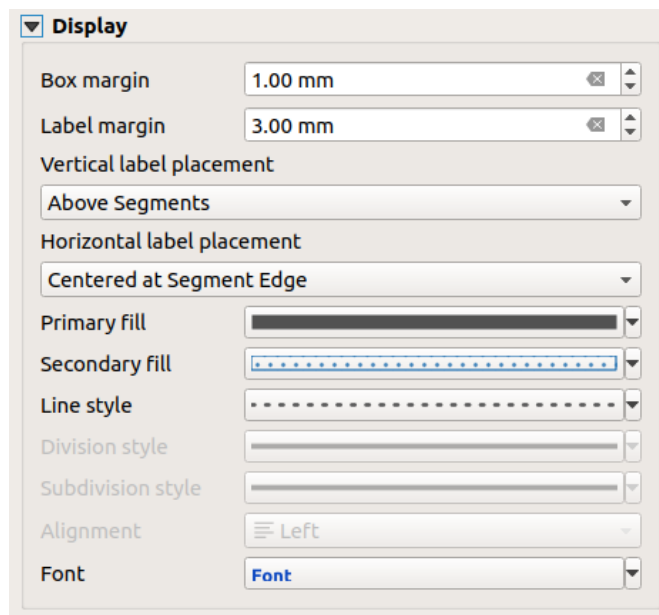 Display
Box margin 1.00 mm
Label margin 3.00 mm
Vertical label placement
Above Segments
Horizontal label placement
Centered at Segment Edge
Primary fill
Secondary fill
Line style
Division style
Subdivision style
Alignment Left
Font Font